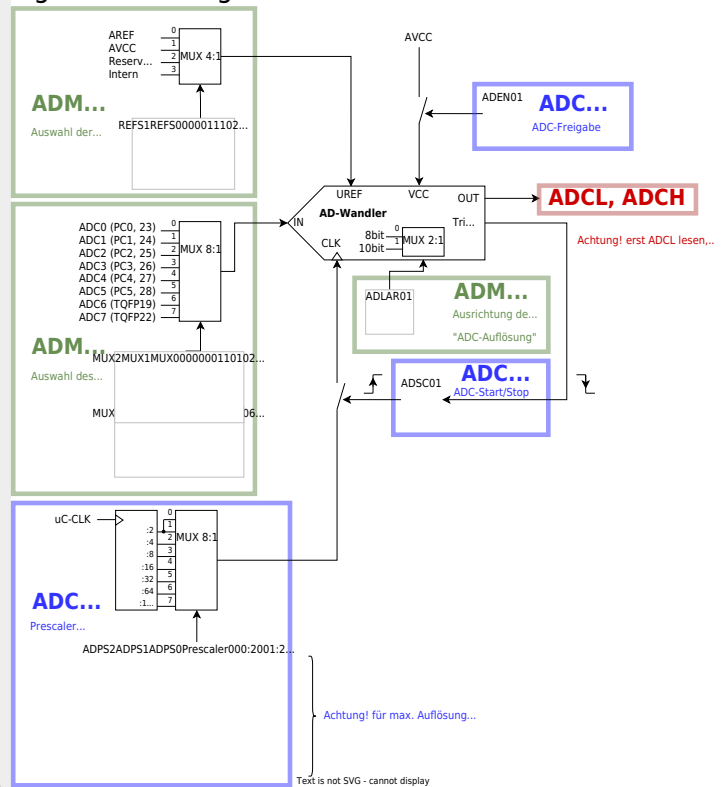 AREF
AVCC
Reserv...
Intern
0
1
2
3
MUX 4:1
ADM...
Auswahl der...
REFS1REFS0000011102...
AVCC
ADEN01
ADC...
ADC-Freigabe
UREF
VCC
OUT
AD-Wandler
IN
Tri...
CLK
8bit
10bit
0
1
MUX 2:1
ADCL, ADCH
Achtung! erst ADCL lesen,..
ADC0 (PC0, 23)
ADC1 (PC1, 24)
ADC2 (PC2, 25)
ADC3 (PC3, 26)
ADC4 (PC4, 27)
ADC5 (PC5, 28)
ADC6 (TQFP19)
ADC7 (TQFP22)
0
1
2
3
4
5
6
7
MUX 8:1
ADM...
Auswahl des...
MUX2MUX1MUX0000000110102...
MUX
06...
ADLAR01
ADM...
Ausrichtung de...
"ADC-Auflösung"
ADSC01
ADC...
ADC-Start/Stop
uC-CLK
:2
:4
:8
:16
:32
:64
:1...
0
1
2
3
4
5
6
7
MUX 8:1
ADC...
Prescaler...
ADPS2ADPS1ADPS0Prescaler000:2001:2...
Achtung! für max. Auflösung...
Text is not SVG - cannot display